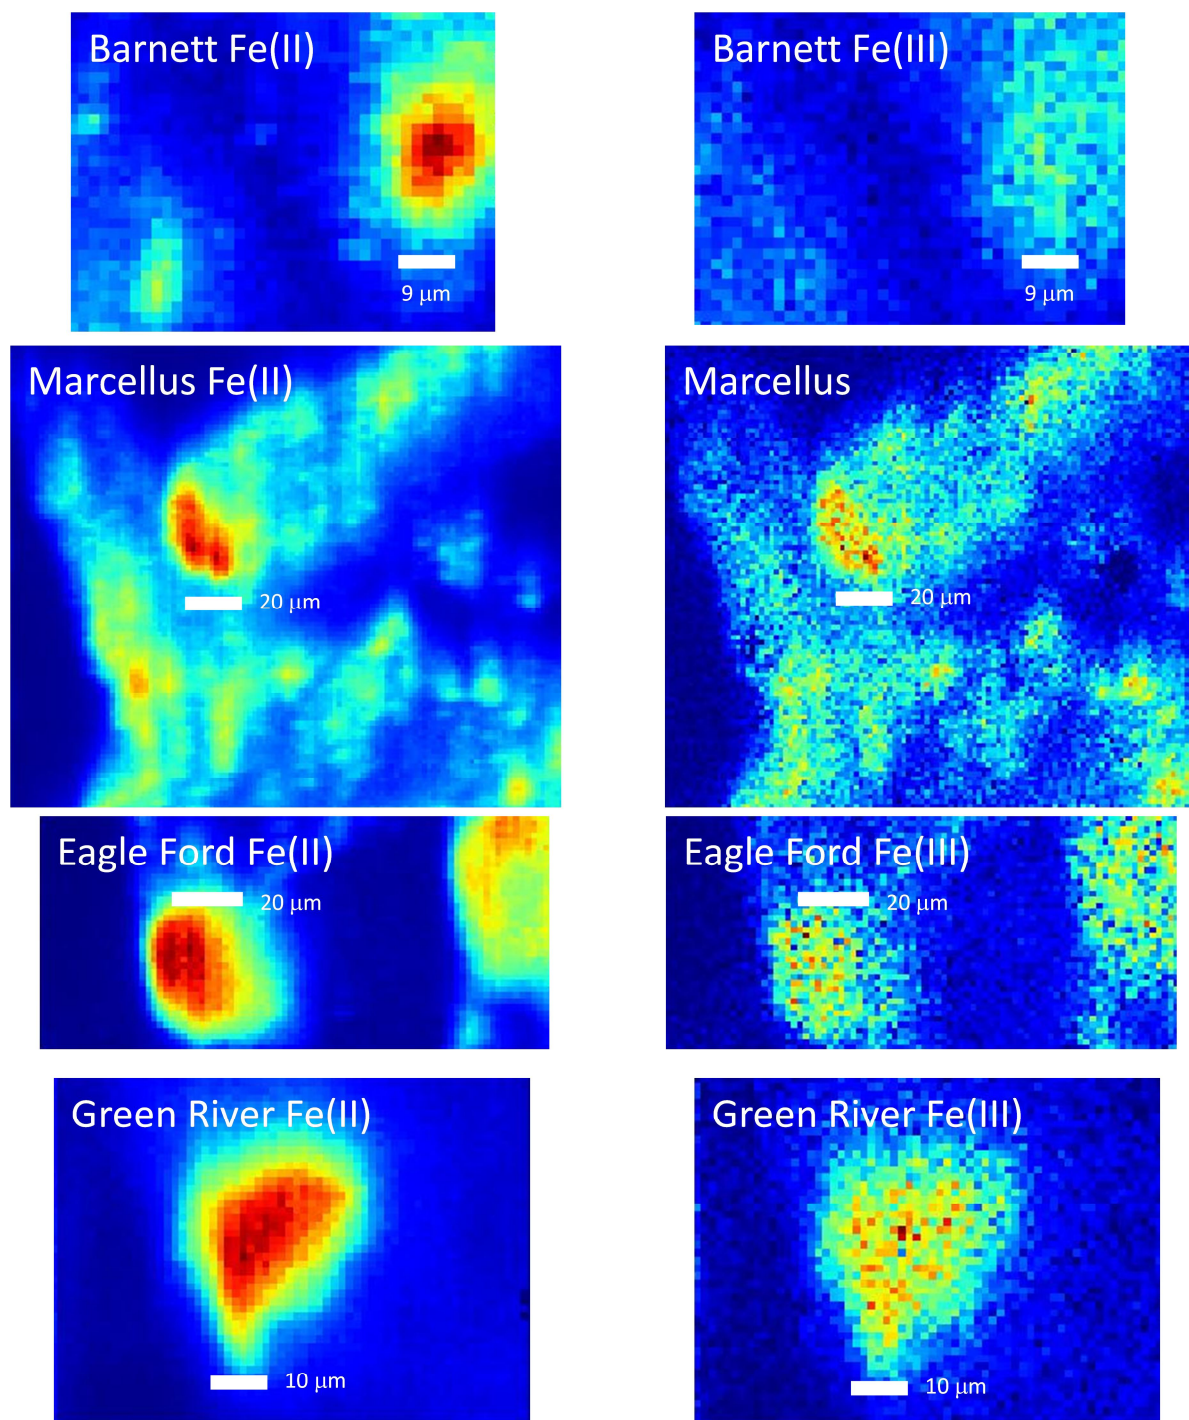 Barnett Fe(II)
9 μm
Barnett Fe(III)
9 μm
Marcellus Fe(II)
20 μm
Marcellus
20 μm
Eagle Ford Fe(II)
20 μm
Eagle Ford Fe(III)
20 μm
Green River Fe(II)
10 μm
Green River Fe(III)
10 μm